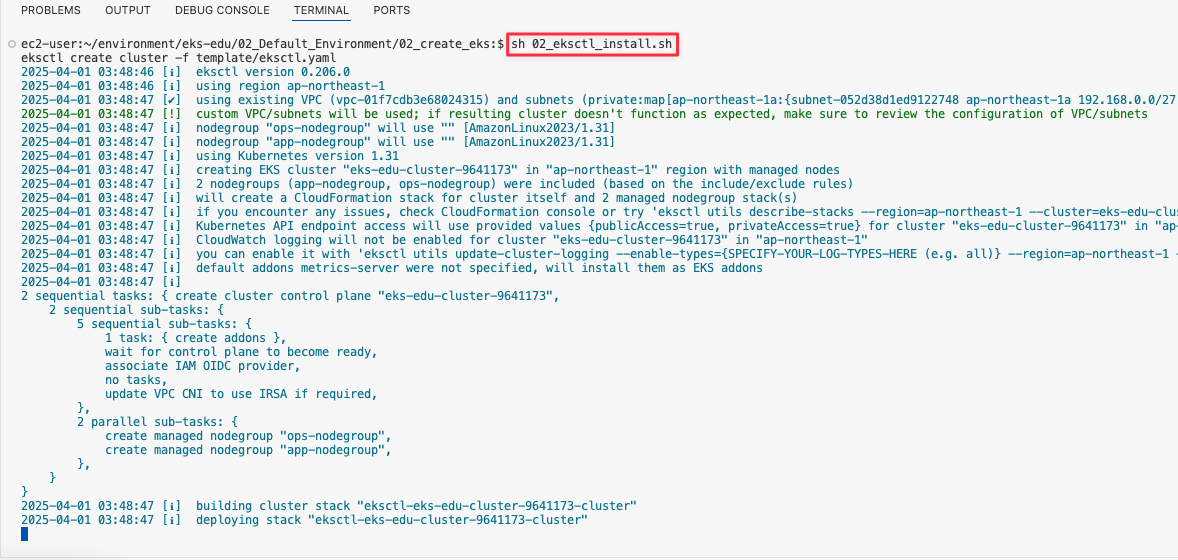 PROBLEMS OUTPUT DEBUG CONSOLE TERMINAL PORTS
ec2-user:~/environment/eks-edu/02_Default_Environment/02_create_eks:$ sh 02_eksctl_install.sh
eksctl create cluster -f template/eksctl.yaml
2025-04-01 03:48:46 [ℹ]  eksctl version 0.206.0
2025-04-01 03:48:46 [ℹ]  using region ap-northeast-1
2025-04-01 03:48:47 [✔]  using existing VPC (vpc-01f7cdb3e68024315) and subnets (private:map[ap-northeast-1a:{subnet-052d38d1ed9122748 ap-northeast-1a 192.168.0.0/27
2025-04-01 03:48:47 [!]  custom VPC/subnets will be used; if resulting cluster doesn't function as expected, make sure to review the configuration of VPC/subnets
2025-04-01 03:48:47 [ℹ]  nodegroup "ops-nodegroup" will use "" [AmazonLinux2023/1.31]
2025-04-01 03:48:47 [ℹ]  nodegroup "app-nodegroup" will use "" [AmazonLinux2023/1.31]
2025-04-01 03:48:47 [ℹ]  using Kubernetes version 1.31
2025-04-01 03:48:47 [ℹ]  creating EKS cluster "eks-edu-cluster-9641173" in "ap-northeast-1" region with managed nodes
2025-04-01 03:48:47 [ℹ]  2 nodegroups (app-nodegroup, ops-nodegroup) were included (based on the include/exclude rules)
2025-04-01 03:48:47 [ℹ]  will create a CloudFormation stack for cluster itself and 2 managed nodegroup stack(s)
2025-04-01 03:48:47 [ℹ]  if you encounter any issues, check CloudFormation console or try 'eksctl utils describe-stacks --region=ap-northeast-1 --cluster=eks-edu-clu
2025-04-01 03:48:47 [ℹ]  Kubernetes API endpoint access will use provided values {publicAccess=true, privateAccess=true} for cluster "eks-edu-cluster-9641173" in "ap-
2025-04-01 03:48:47 [ℹ]  CloudWatch logging will not be enabled for cluster "eks-edu-cluster-9641173" in "ap-northeast-1"
2025-04-01 03:48:47 [ℹ]  you can enable it with 'eksctl utils update-cluster-logging --enable-types={SPECIFY-YOUR-LOG-TYPES-HERE (e.g. all)} --region=ap-northeast-1
2025-04-01 03:48:47 [ℹ]  default addons metrics-server were not specified, will install them as EKS addons
2025-04-01 03:48:47 [ℹ]
2 sequential tasks: { create cluster control plane "eks-edu-cluster-9641173",
    2 sequential sub-tasks: {
        5 sequential sub-tasks: {
            1 task: { create addons },
            wait for control plane to become ready,
            associate IAM OIDC provider,
            no tasks,
            update VPC CNI to use IRSA if required,
        },
        2 parallel sub-tasks: {
            create managed nodegroup "ops-nodegroup",
            create managed nodegroup "app-nodegroup",
        },
    }
}
2025-04-01 03:48:47 [ℹ]  building cluster stack "eksctl-eks-edu-cluster-9641173-cluster"
2025-04-01 03:48:47 [ℹ]  deploying stack "eksctl-eks-edu-cluster-9641173-cluster"